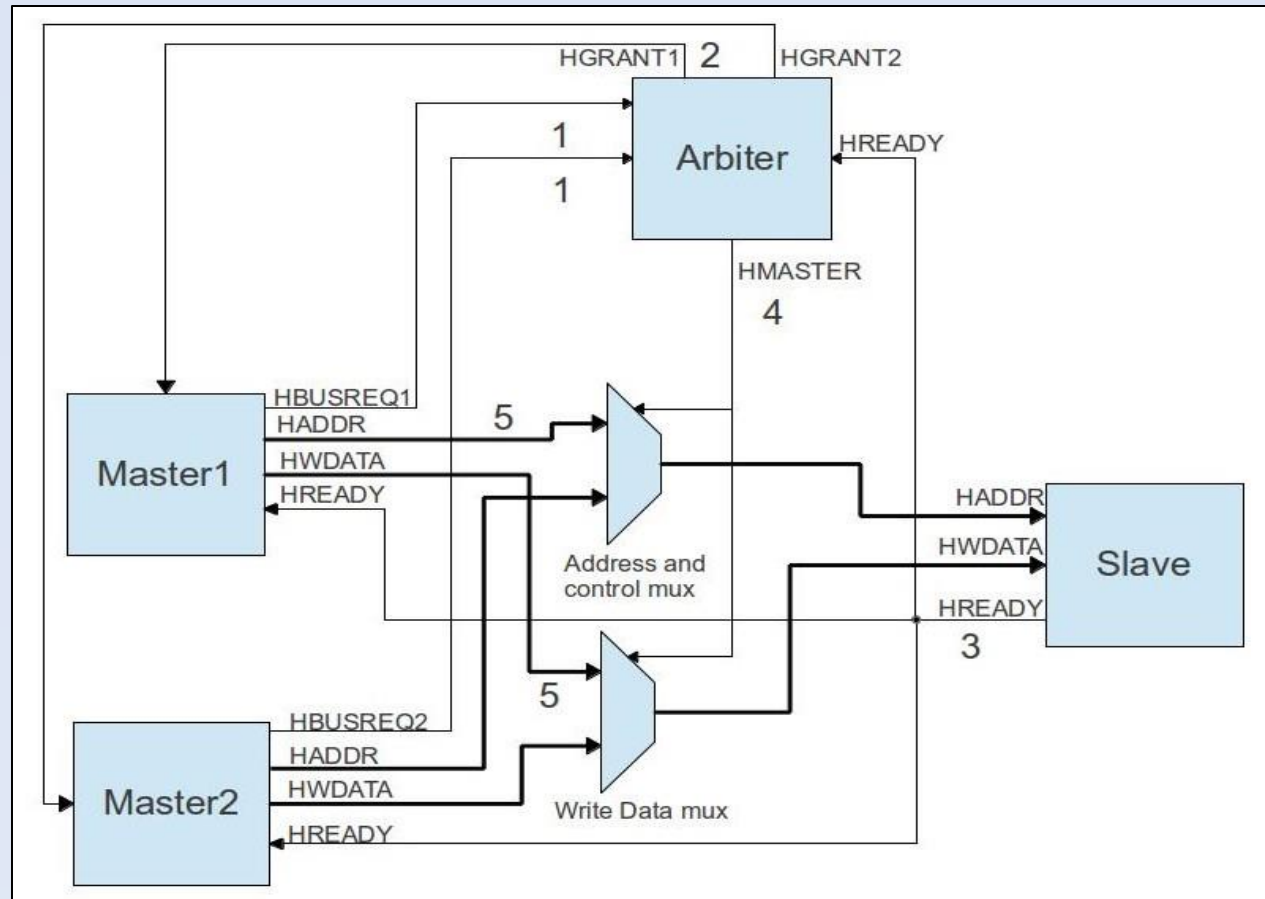 HGRANT1 2 HGRANT2
1
Arbiter
HREADY
1
HMASTER
4
HBUSREQ1
HADDR
5
Master1
HWDATA
HREADY
HADDR
HWDATA
Slave
HREADY
3
Address and
control mux
5
HBUSREQ2
HADDR
Master2
HWDATA
HREADY
Write Data mux